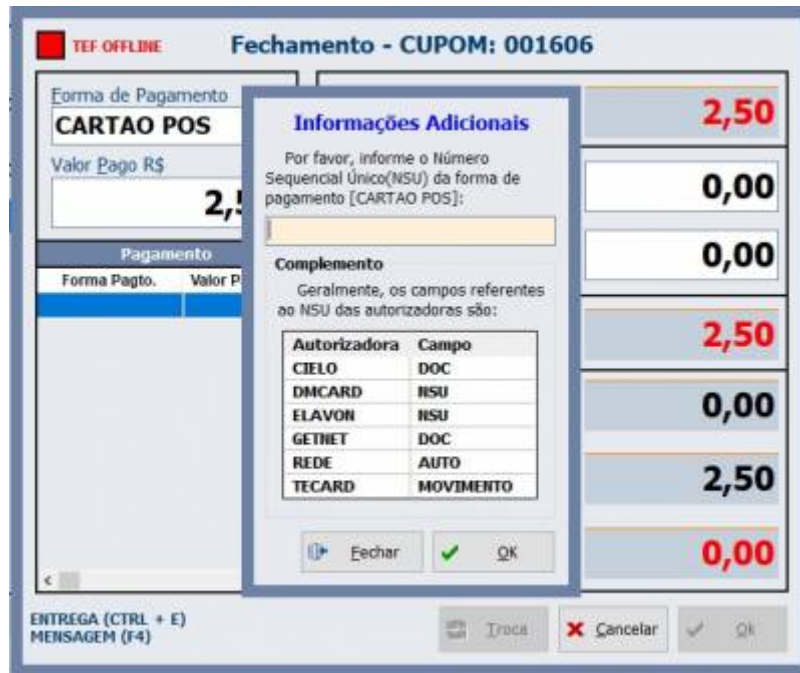 TEF OFFLINE
Fechamento - CUPOM: 001606
Forma de Pagamento
CARTAO POS
Valor Pago R$
2,5
Pagamento
Forma Pagto. Valor P
Informações Adicionais
Por favor, informe o Número
Sequencial Único(NSU) da forma de
pagamento [CARTAO POS]:
Complemento
Geralmente, os campos referentes
ao NSU das autorizadoras são:
Autorizadora Campo
CIELO DOC
DMCARD NSU
ELAVON NSU
GETNET DOC
REDE AUTO
TECARD MOVIMENTO
Fechar
OK
2,50
0,00
0,00
2,50
0,00
2,50
0,00
ENTREGA (CTRL + E)
MENSAGEM (F4)
Troca
Cancelar
Ok